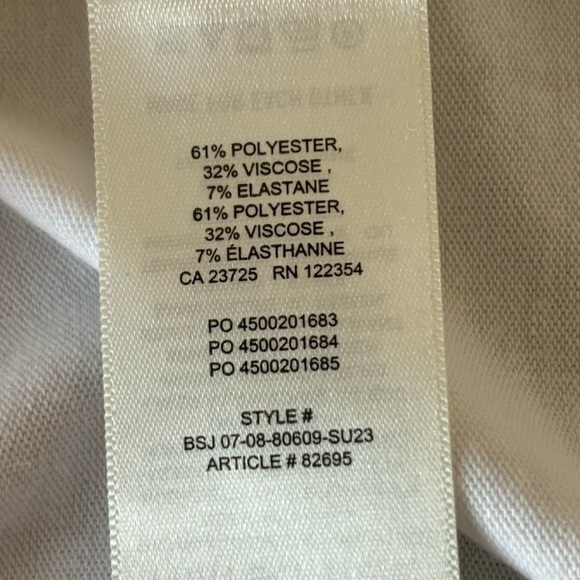 61% POLYESTER,
32% VISCOSE ,
7% ELASTANE
61% POLYESTER,
32% VISCOSE ,
7% ÉLASTHANNE
CA 23725 RN 122354
PO 4500201683
PO 4500201684
PO 4500201685
STYLE #
BSJ 07-08-80609-SU23
ARTICLE # 82695